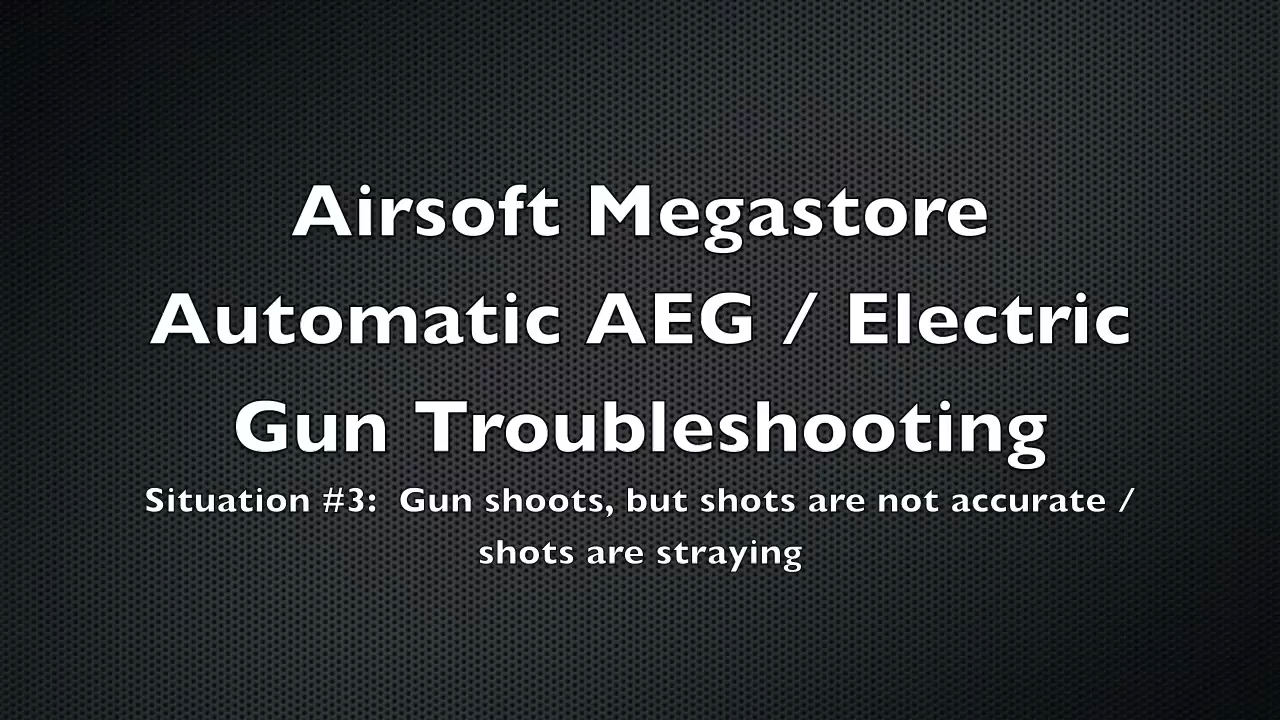 Airsoft Megastore
Automatic AEG / Electric
Gun Troubleshooting
Situation #3:  Gun shoots, but shots are not accurate /
shots are straying